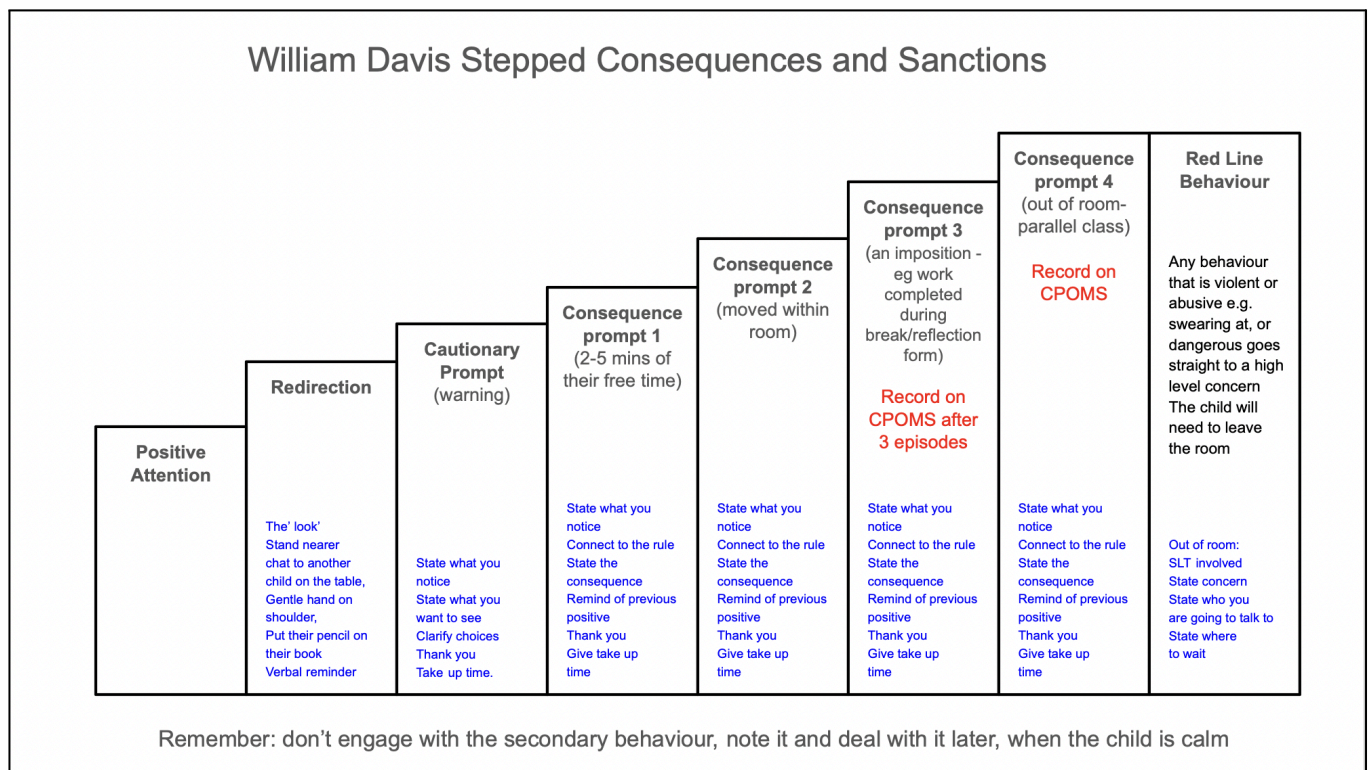 William Davis Stepped Consequences and Sanctions
Positive
Attention
Redirection
The' look'
Stand nearer
chat to another
child on the table,
Gentle hand on
shoulder,
Put their pencil on
their book
Verbal reminder
Cautionary
Prompt
(warning)
State what you
notice
State what you
want to see
Clarify choices
Thank you
Take up time.
Consequence
prompt 1
(2-5 mins of
their free time)
State what you
notice
Connect to the rule
State the
consequence
Remind of previous
positive
Thank you
Give take up
time
Consequence
prompt 2
(moved within
room)
State what you
notice
Connect to the rule
State the
consequence
Remind of previous
positive
Thank you
Give take up
time
Consequence
prompt 3
(an imposition -
eg work
completed
during
break/reflection
form)
Record on
CPOMS after
3 episodes
State what you
notice
Connect to the rule
State the
consequence
Remind of previous
positive
Thank you
Give take up
time
Consequence
prompt 4
(out of room-
parallel class)
Record on
CPOMS
State what you
notice
Connect to the rule
State the
consequence
Remind of previous
positive
Thank you
Give take up
time
Red Line
Behaviour
Any behaviour
that is violent or
abusive e.g.
swearing at, or
dangerous goes
straight to a high
level concern
The child will
need to leave
the room
Out of room:
SLT involved
State concern
State who you
are going to talk to
State where
to wait
Remember: don't engage with the secondary behaviour, note it and deal with it later, when the child is calm